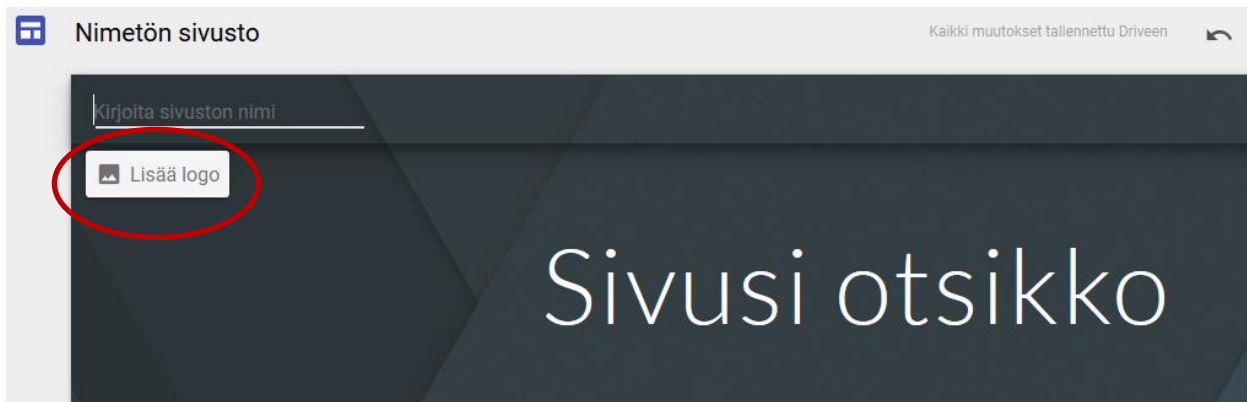 Nimetön sivusto
Kaikki muutokset tallennettu Driveen
Kirjoita sivuston nimi
Lisää logo
Sivusi otsikko